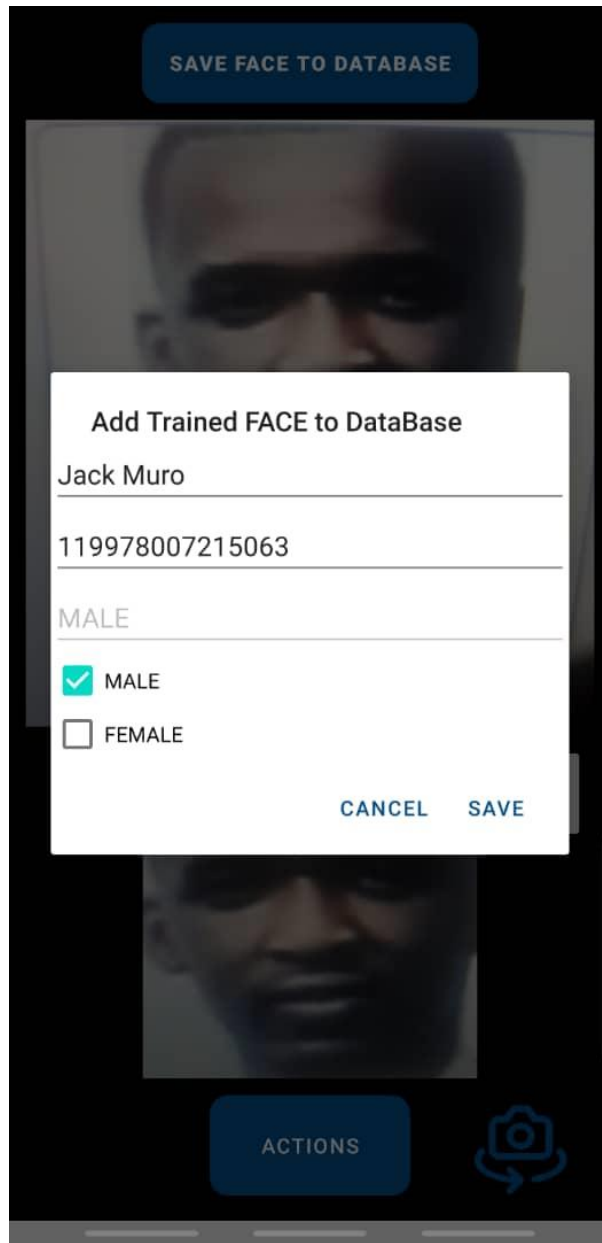 SAVE FACE TO DATABASE
Add Trained FACE to DataBase
Jack Muro
119978007215063
MALE
MALE
FEMALE
CANCEL SAVE
ACTIONS